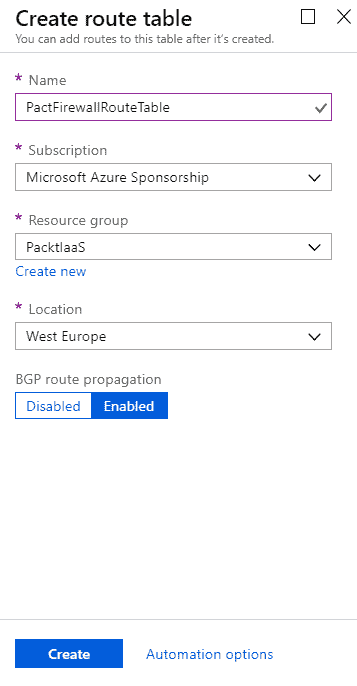 Create route table
You can add routes to this table after it's created.
* Name
PactFirewallRouteTable
* Subscription
Microsoft Azure Sponsorship
* Resource group
PacktIaaS
Create new
* Location
West Europe
BGP route propagation
Disabled Enabled
Create Automation options